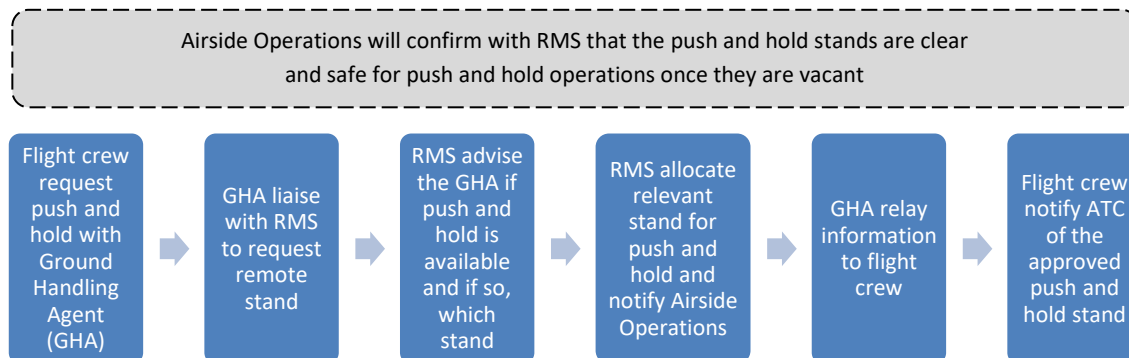 Airside Operations will confirm with RMS that the push and hold stands are clear
and safe for push and hold operations once they are vacant
Flight crew
request
push and
hold with
Ground
Handling
Agent
(GHA)
GHA liaise
with RMS
to request
remote
stand
RMS advise
the GHA if
push and
hold is
available
and if so,
which
stand
RMS allocate
relevant
stand for
push and
hold and
notify Airside
Operations
GHA relay
information
to flight
crew
Flight crew
notify ATC
of the
approved
push and
hold stand